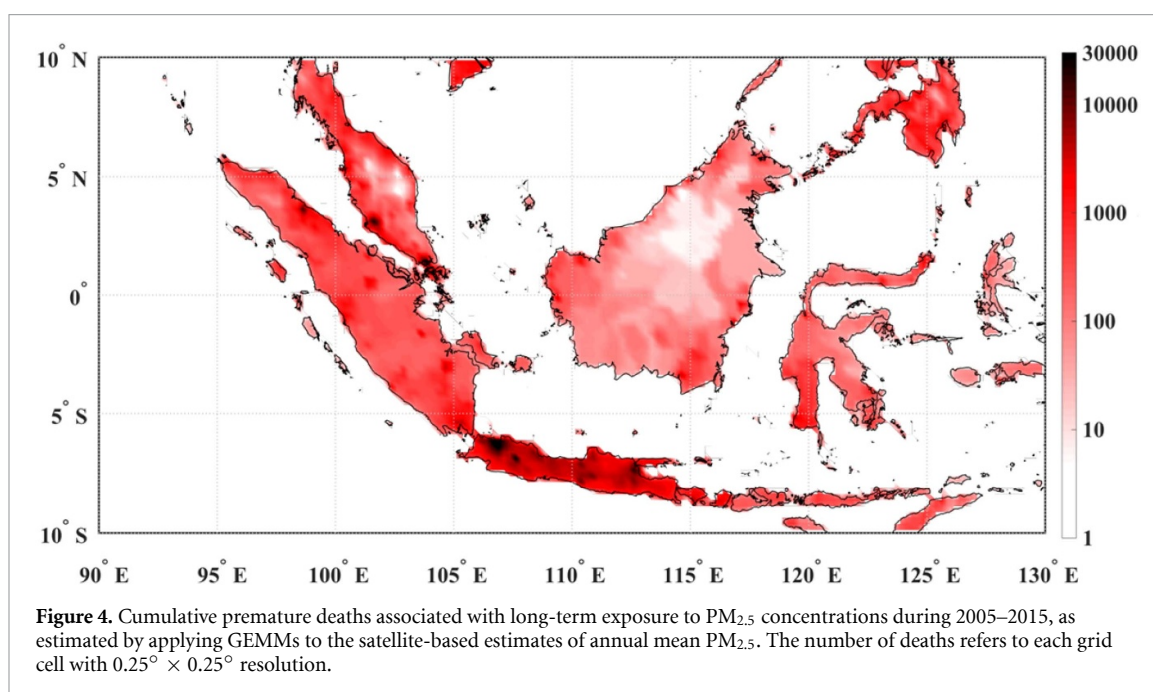 10° N
5° N
0°
5° S
10° S
90° E 95° E 100° E 105° E 110° E 115° E 120° E 125° E 130° E
30000
10000
1000
100
10
1
Figure 4. Cumulative premature deaths associated with long-term exposure to PM2.5 concentrations during 2005–2015, as
estimated by applying GEMMs to the satellite-based estimates of annual mean PM2.5. The number of deaths refers to each grid
cell with 0.25° × 0.25° resolution.